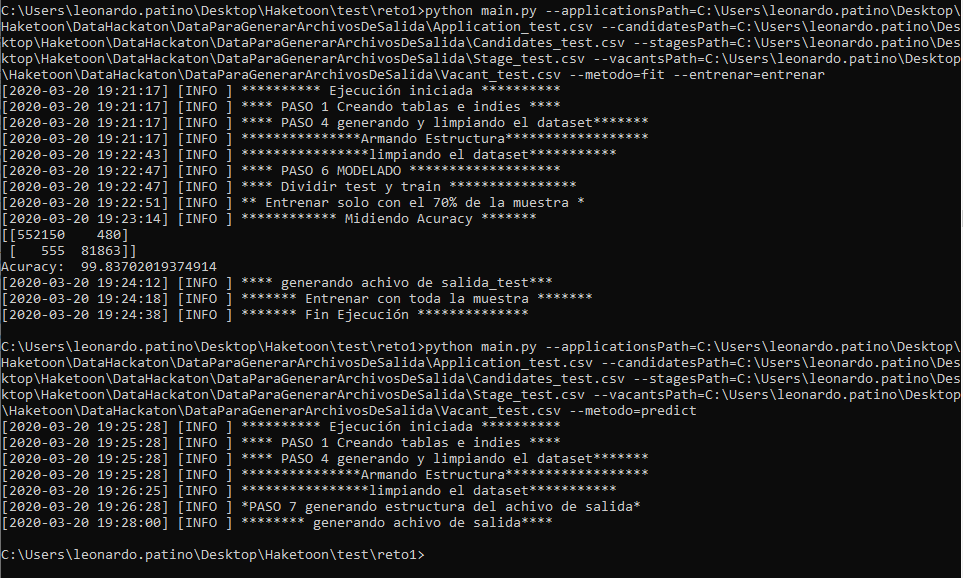 C:\Users\leonardo.patino\Desktop\Haketoon\test\reto1>python main.py --applicationsPath=C:\Users\leonardo.patino\Desktop\
Haketoon\DataHackaton\DataParaGenerarArchivosDeSalida\Application_test.csv --candidatesPath=C:\Users\leonardo.patino\Des
ktop\Haketoon\DataHackaton\DataParaGenerarArchivosDeSalida\Candidates_test.csv --stagesPath=C:\Users\leonardo.patino\Des
ktop\Haketoon\DataHackaton\DataParaGenerarArchivosDeSalida\Stage_test.csv --vacantsPath=C:\Users\leonardo.patino\Desktop
\Haketoon\DataHackaton\DataParaGenerarArchivosDeSalida\Vacant_test.csv --metodo=fit --entrenar=entrenar
[2020-03-20 19:21:17] [INFO ] ********** Ejecución iniciada **********
[2020-03-20 19:21:17] [INFO ] **** PASO 1 Creando tablas e indies ****
[2020-03-20 19:21:17] [INFO ] **** PASO 4 generando y limpiando el dataset*******
[2020-03-20 19:21:17] [INFO ] ***************Armando Estructura******************
[2020-03-20 19:22:43] [INFO ] ****************limpiando el dataset***********
[2020-03-20 19:22:47] [INFO ] **** PASO 6 MODELADO *******************
[2020-03-20 19:22:47] [INFO ] **** Dividir test y train ****************
[2020-03-20 19:22:51] [INFO ] ** Entrenar solo con el 70% de la muestra *
[2020-03-20 19:23:14] [INFO ] ************ Midiendo Acuracy *******
[[552150    480]
 [   555  81863]]
Acuracy:  99.83702019374914
[2020-03-20 19:24:12] [INFO ] **** generando achivo de salida_test***
[2020-03-20 19:24:18] [INFO ] ******* Entrenar con toda la muestra *******
[2020-03-20 19:24:38] [INFO ] ******* Fin Ejecución **************
C:\Users\leonardo.patino\Desktop\Haketoon\test\reto1>python main.py --applicationsPath=C:\Users\leonardo.patino\Desktop\
Haketoon\DataHackaton\DataParaGenerarArchivosDeSalida\Application_test.csv --candidatesPath=C:\Users\leonardo.patino\Des
ktop\Haketoon\DataHackaton\DataParaGenerarArchivosDeSalida\Candidates_test.csv --stagesPath=C:\Users\leonardo.patino\Des
ktop\Haketoon\DataHackaton\DataParaGenerarArchivosDeSalida\Stage_test.csv --vacantsPath=C:\Users\leonardo.patino\Desktop
\Haketoon\DataHackaton\DataParaGenerarArchivosDeSalida\Vacant_test.csv --metodo=predict
[2020-03-20 19:25:28] [INFO ] ********** Ejecución iniciada **********
[2020-03-20 19:25:28] [INFO ] **** PASO 1 Creando tablas e indies ****
[2020-03-20 19:25:28] [INFO ] **** PASO 4 generando y limpiando el dataset*******
[2020-03-20 19:25:28] [INFO ] ***************Armando Estructura******************
[2020-03-20 19:26:25] [INFO ] ****************limpiando el dataset***********
[2020-03-20 19:26:28] [INFO ] *PASO 7 generando estructura del achivo de salida*
[2020-03-20 19:28:00] [INFO ] ******** generando achivo de salida****
C:\Users\leonardo.patino\Desktop\Haketoon\test\reto1>